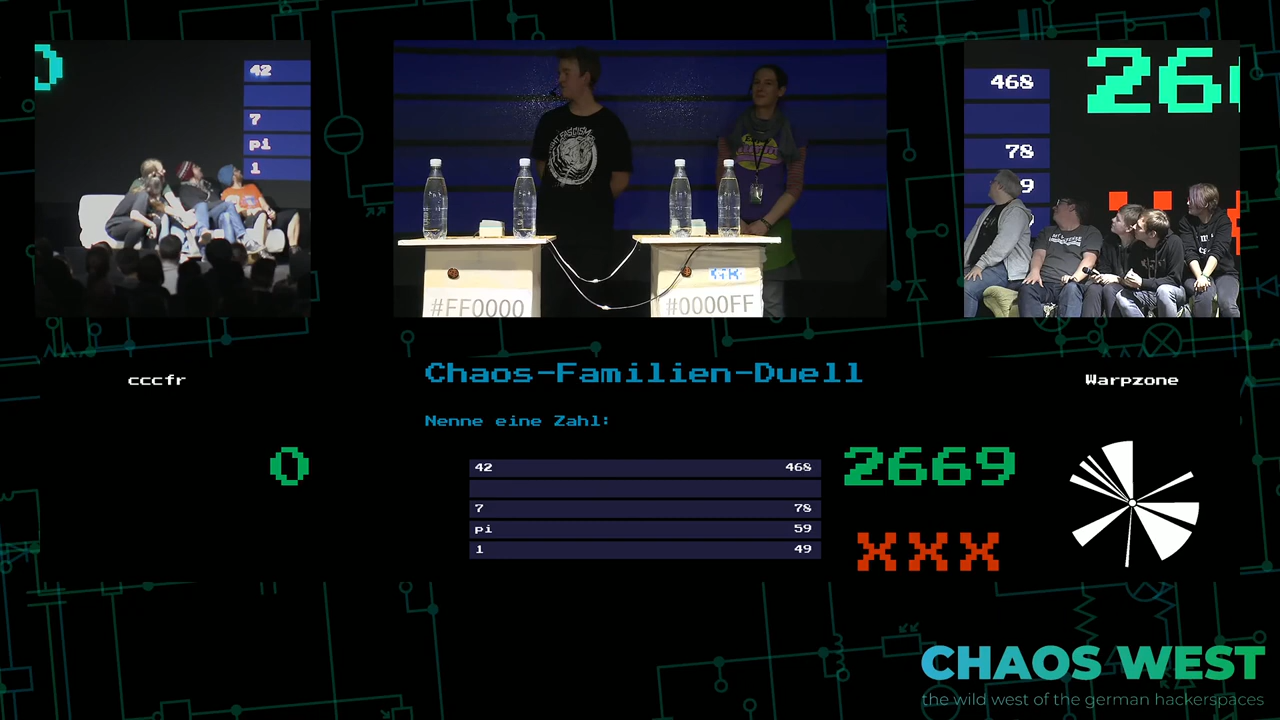 42
7
pi
1
468
78
9
26
#FF0000
#0000FF
cccfr
Chaos-Familien-Duell
Warpzone
Nenne eine Zahl:
0
42 468
7 78
pi 59
1 49
2669
XXX
CHAOS WEST
the wild west of the german hackerspaces